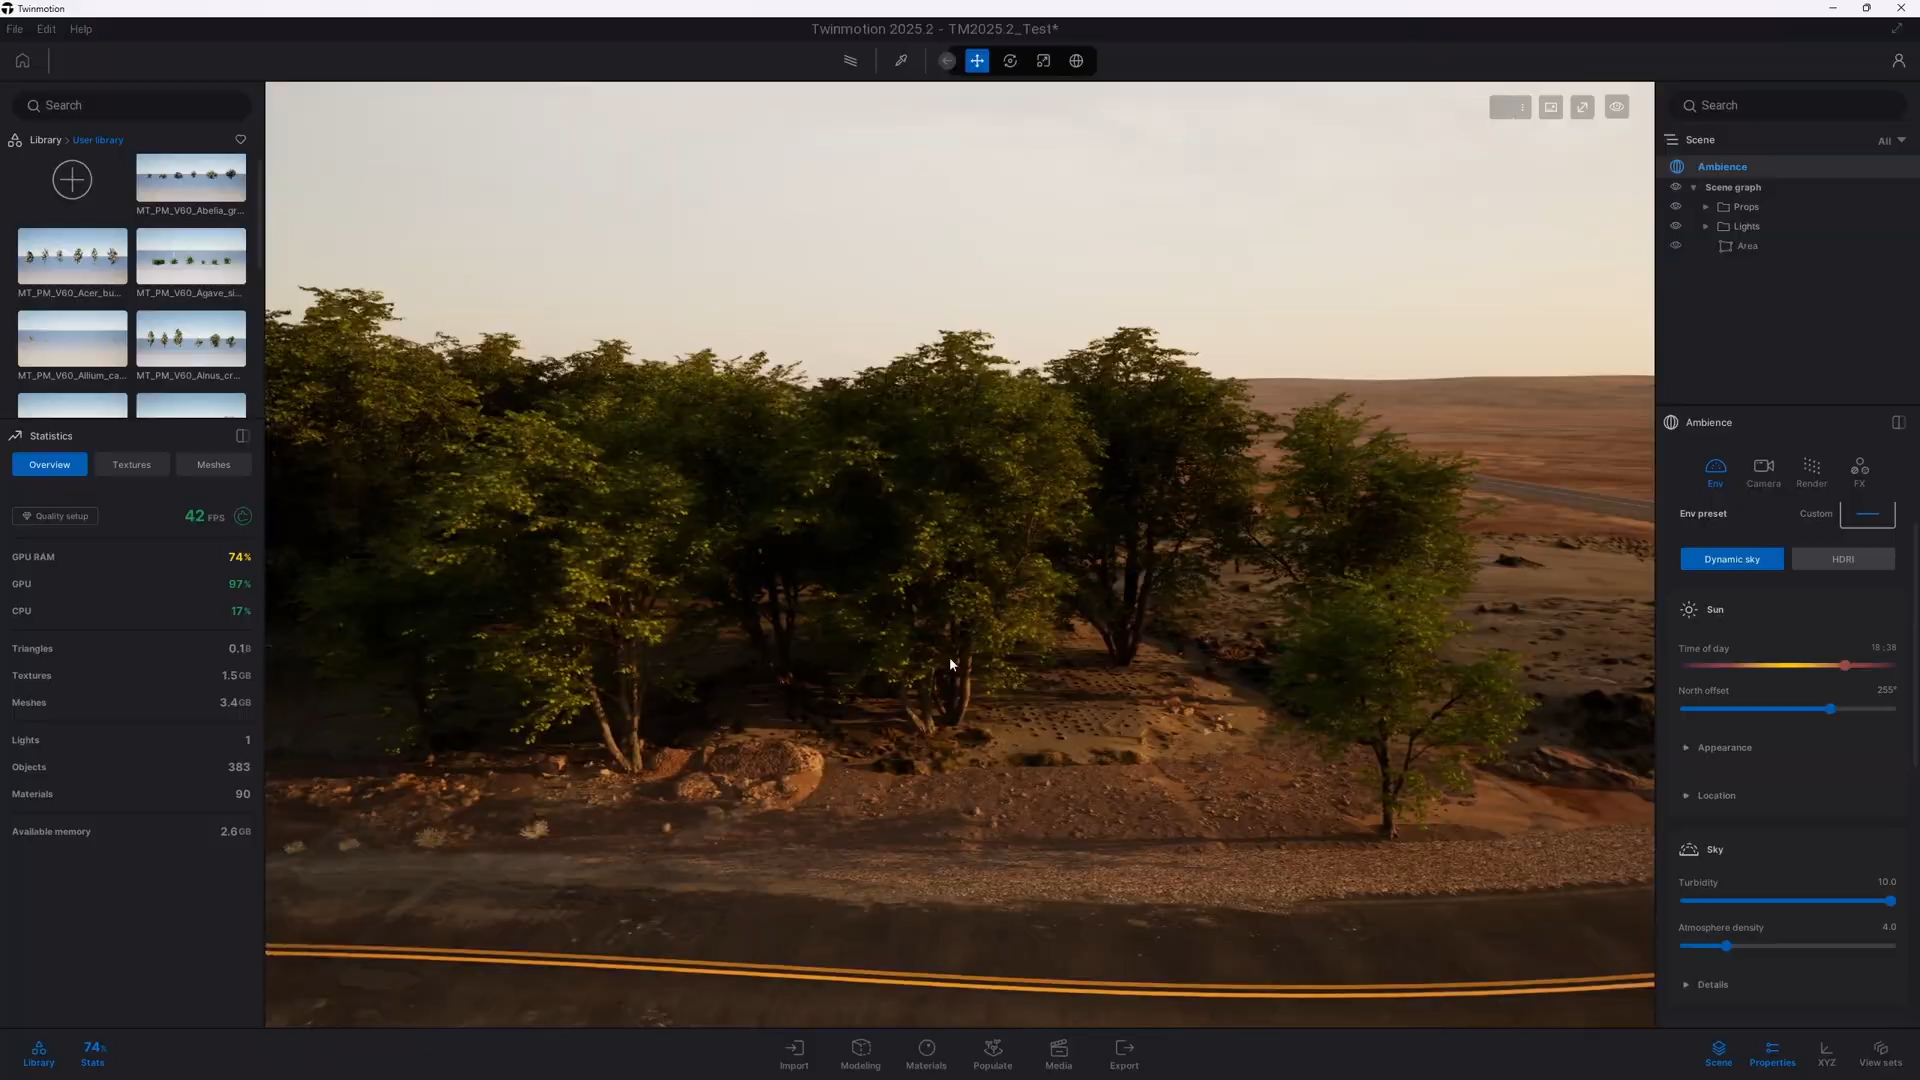 Twinmotion
File Edit Help
Twinmotion 2025.2 - TM2025.2_Test*
Search
Library > User library
MT_PM_V60_Abelia_gr...
MT_PM_V60_Acer_bu...
MT_PM_V60_Agave_si...
MT_PM_V60_Allium_ca...
MT_PM_V60_Alnus_cr...
Statistics
Overview Textures Meshes
Quality setup 42 FPS
GPU RAM 74%
GPU 97%
CPU 17%
Triangles 0.1B
Textures 1.5GB
Meshes 3.4GB
Lights 1
Objects 383
Materials 90
Available memory 2.6GB
Search
Scene All
Ambience
Scene graph
Props
Lights
Area
Ambience
Env Camera Render FX
Env preset Custom
Dynamic sky HDRI
Sun
Time of day 18 : 38
North offset 255°
Appearance
Location
Sky
Turbidity 10.0
Atmosphere density 4.0
Details
Library
74%
Stats
Import Modeling Materials Populate Media Export
Scene Properties XYZ View sets